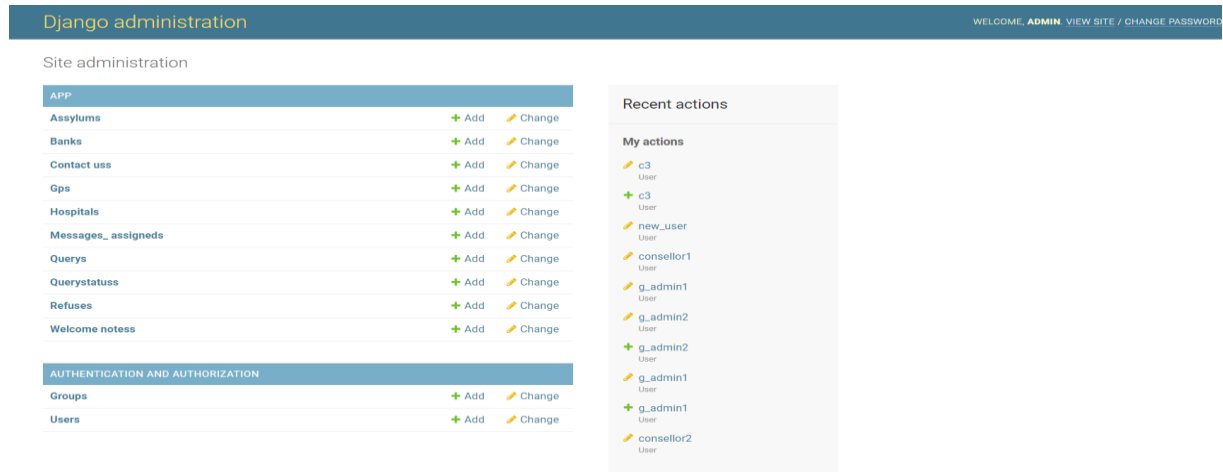 Django administration
WELCOME, ADMIN. VIEW SITE / CHANGE PASSWORD
Site administration
APP
Assylums Add Change
Banks Add Change
Contact uss Add Change
Gps Add Change
Hospitals Add Change
Messages_ assigneds Add Change
Querys Add Change
Querystatuss Add Change
Refuses Add Change
Welcome notess Add Change
AUTHENTICATION AND AUTHORIZATION
Groups Add Change
Users Add Change
Recent actions
My actions
c3
User
c3
User
new_user
User
consellor1
User
g_admin1
User
g_admin2
User
g_admin2
User
g_admin1
User
g_admin1
User
consellor2
User